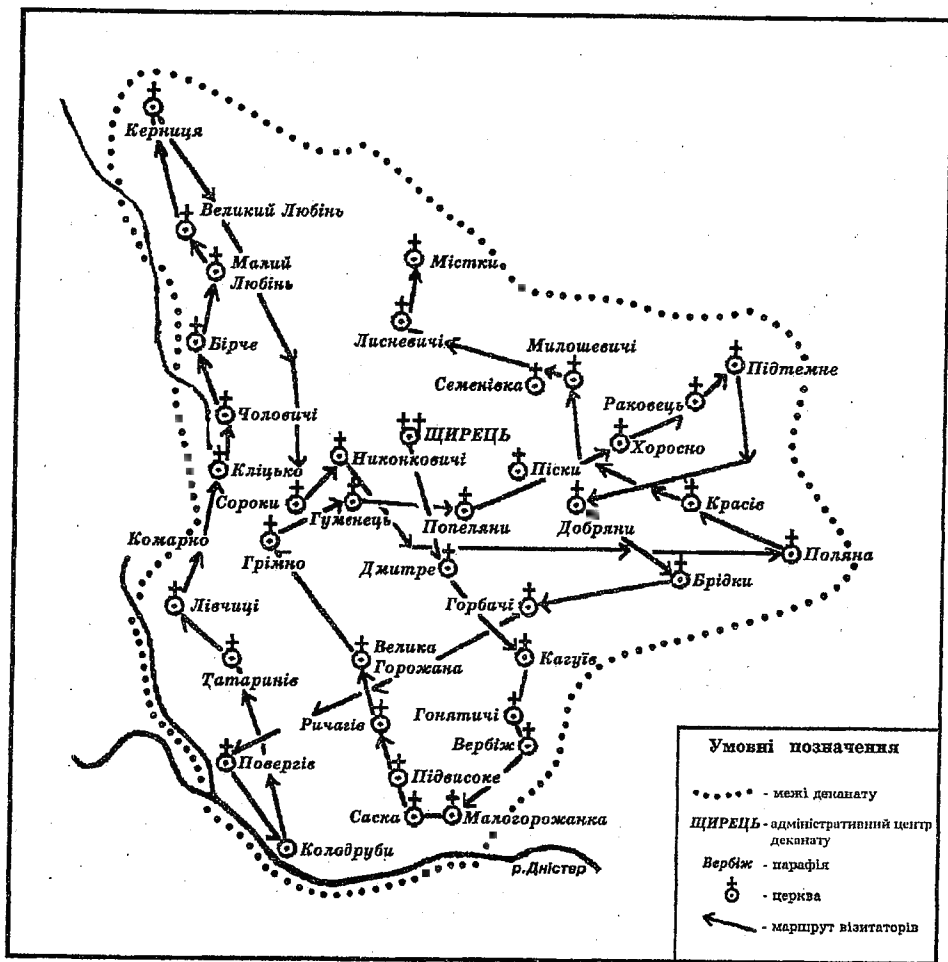 Керниця
Великий Любінь
Малий
Любінь
Містки
Бірче
Лисневичі
Милошевичі
Семенівка
Підтемне
Чоловичі
Раковець
ЩИРЕЦЬ
Хоросно
Никонковичі
Кліцько
Піски
Сороки
Гуменець
Попеляни
Добряни
Красів
Комарно
Грімно
Дмитре
Поляна
Брідки
Лівчиці
Горбачі
Велика
Горожана
Кагуїв
Татаринів
Ричагів
Гонятичі
Вербіж
Повергів
Підвисоке
Саска
Малогорожанка
Колодруби
р.Дністер
Умовні позначення
- межі деканату
ЩИРЕЦЬ - адміністративний центр
деканату
Вербіж - парафія
- церква
- маршрут візитаторів